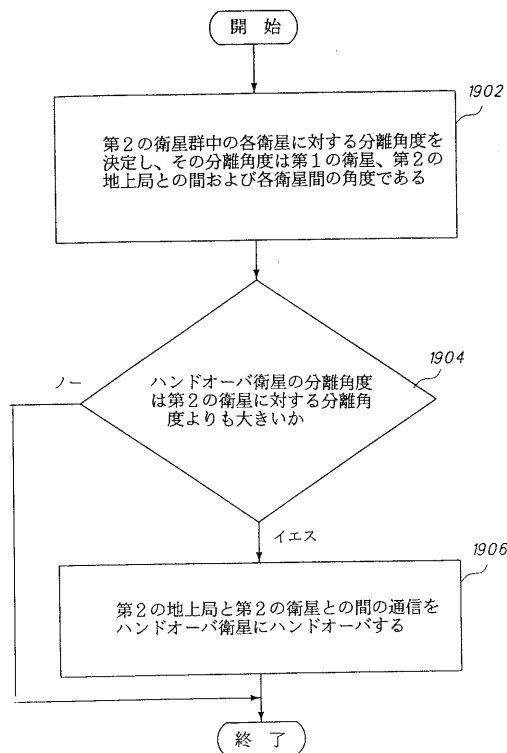 開 始
1902
第2の衛星群中の各衛星に対する分離角度を
決定し、その分離角度は第1の衛星、第2の
地上局との間および各衛星間の角度である
1904
ノー
ハンドオーバ衛星の分離角度
は第2の衛星に対する分離角
度よりも大きいか
イエス
1906
第2の地上局と第2の衛星との間の通信を
ハンドオーバ衛星にハンドオーバする
終 了